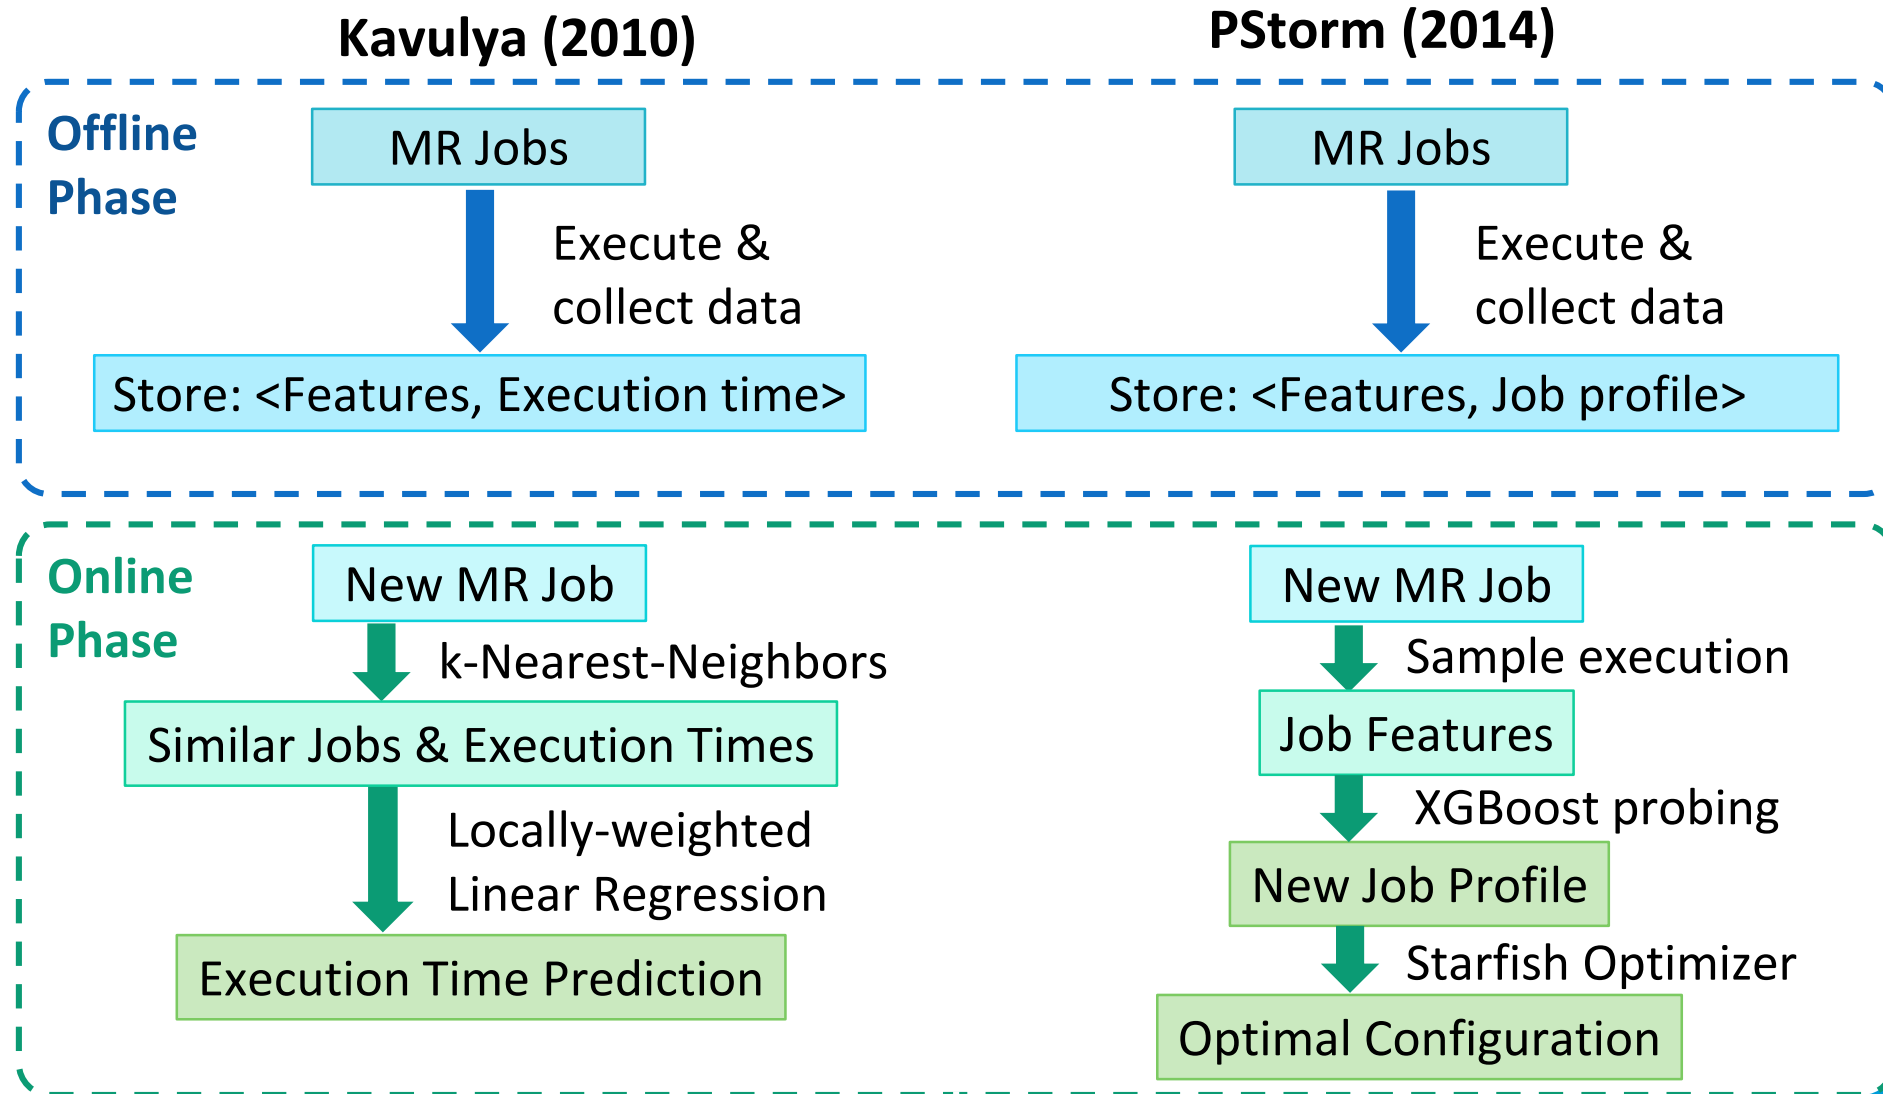 Kavulya (2010)
PStorm (2014)
Offline
Phase
MR Jobs
Execute &
collect data
Store: <Features, Execution time>
MR Jobs
Execute &
collect data
Store: <Features, Job profile>
Online
Phase
New MR Job
k-Nearest-Neighbors
Similar Jobs & Execution Times
Locally-weighted
Linear Regression
Execution Time Prediction
New MR Job
Sample execution
Job Features
XGBoost probing
New Job Profile
Starfish Optimizer
Optimal Configuration